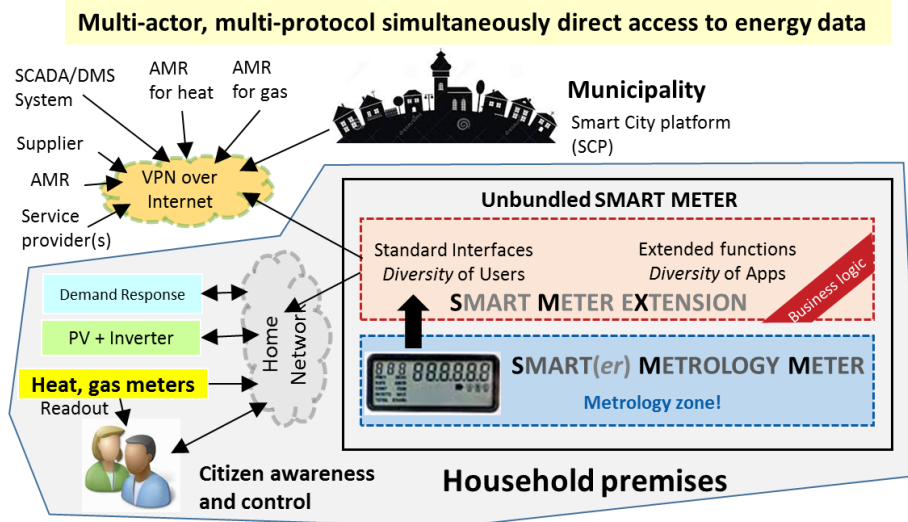 Multi-actor, multi-protocol simultaneously direct access to energy data
SCADA/DMS
System
AMR
for heat
AMR
for gas
Municipality
Smart City platform
(SCP)
Supplier
AMR
Service
provider(s)
VPN over
Internet
Unbundled SMART METER
Standard Interfaces
Diversity of Users
Extended functions
Diversity of Apps
Business logic
SMART METER EXTENSION
Demand Response
PV + Inverter
Heat, gas meters
Readout
Home
Network
SMART(er) METROLOGY METER
Metrology zone!
Citizen awareness
and control
Household premises